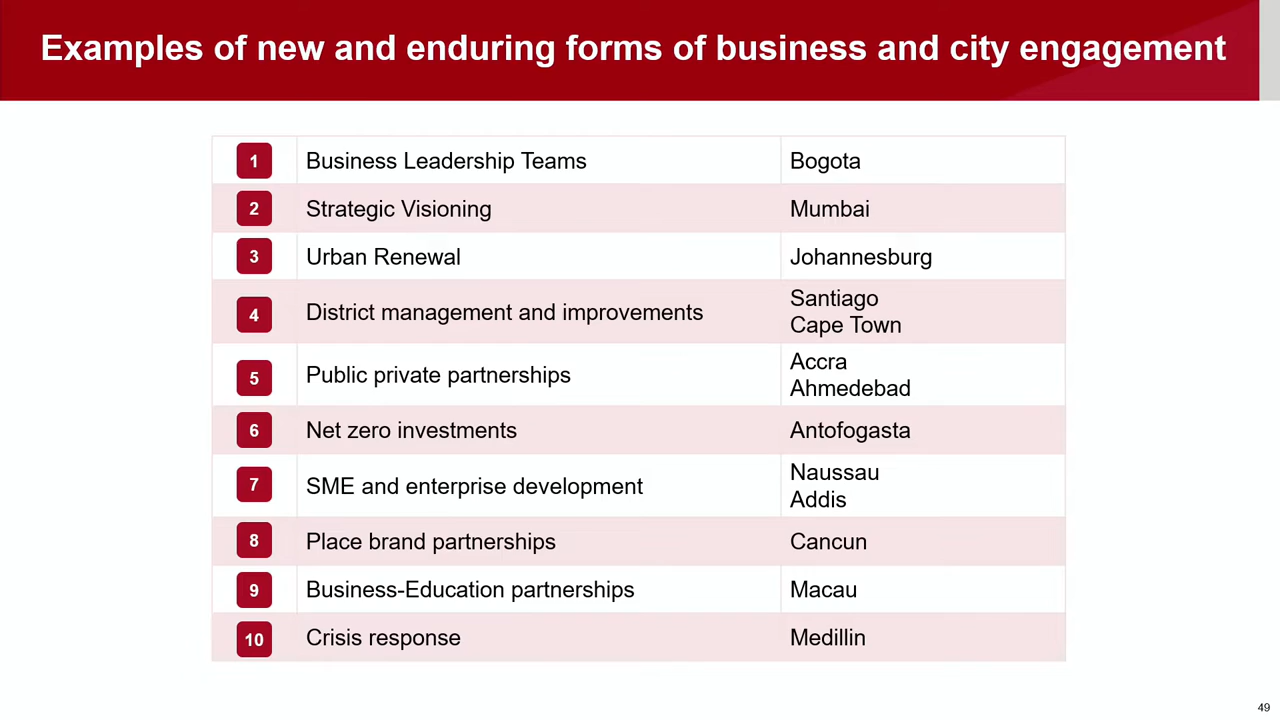 Examples of new and enduring forms of business and city engagement
1 Business Leadership Teams Bogota
2 Strategic Visioning Mumbai
3 Urban Renewal Johannesburg
4 District management and improvements Santiago
Cape Town
5 Public private partnerships Accra
Ahmedebad
6 Net zero investments Antofogasta
7 SME and enterprise development Naussau
Addis
8 Place brand partnerships Cancun
9 Business-Education partnerships Macau
10 Crisis response Medillin
49